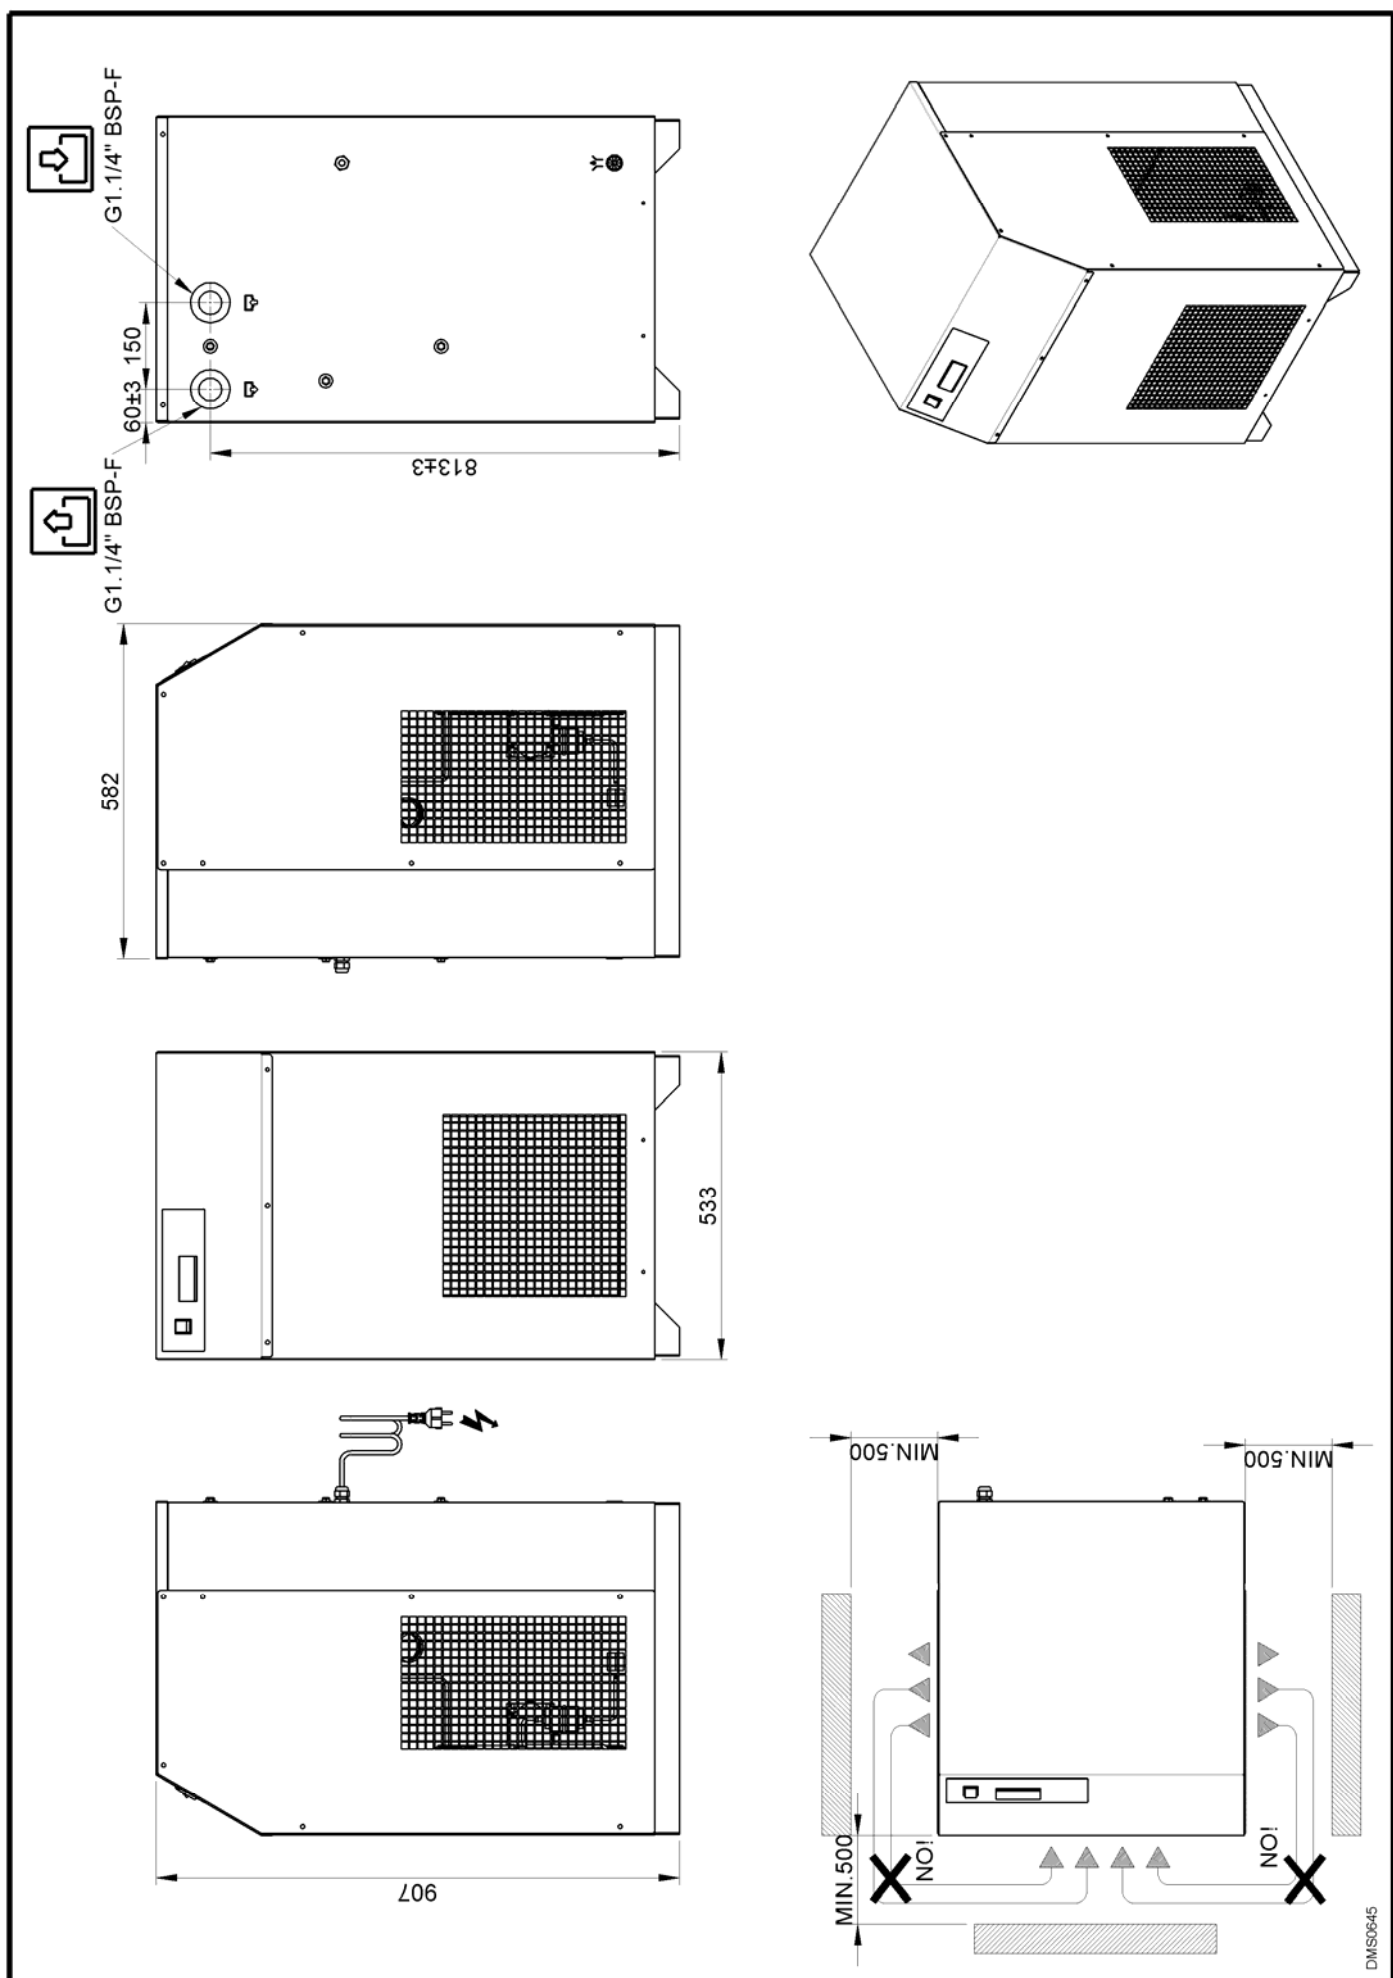 G1.1/4" BSP-F
150
60±3
813±3
G1.1/4" BSP-F
582
533
907
MIN.500
MIN.500
MIN.500
NO!
NO!
DMS0645